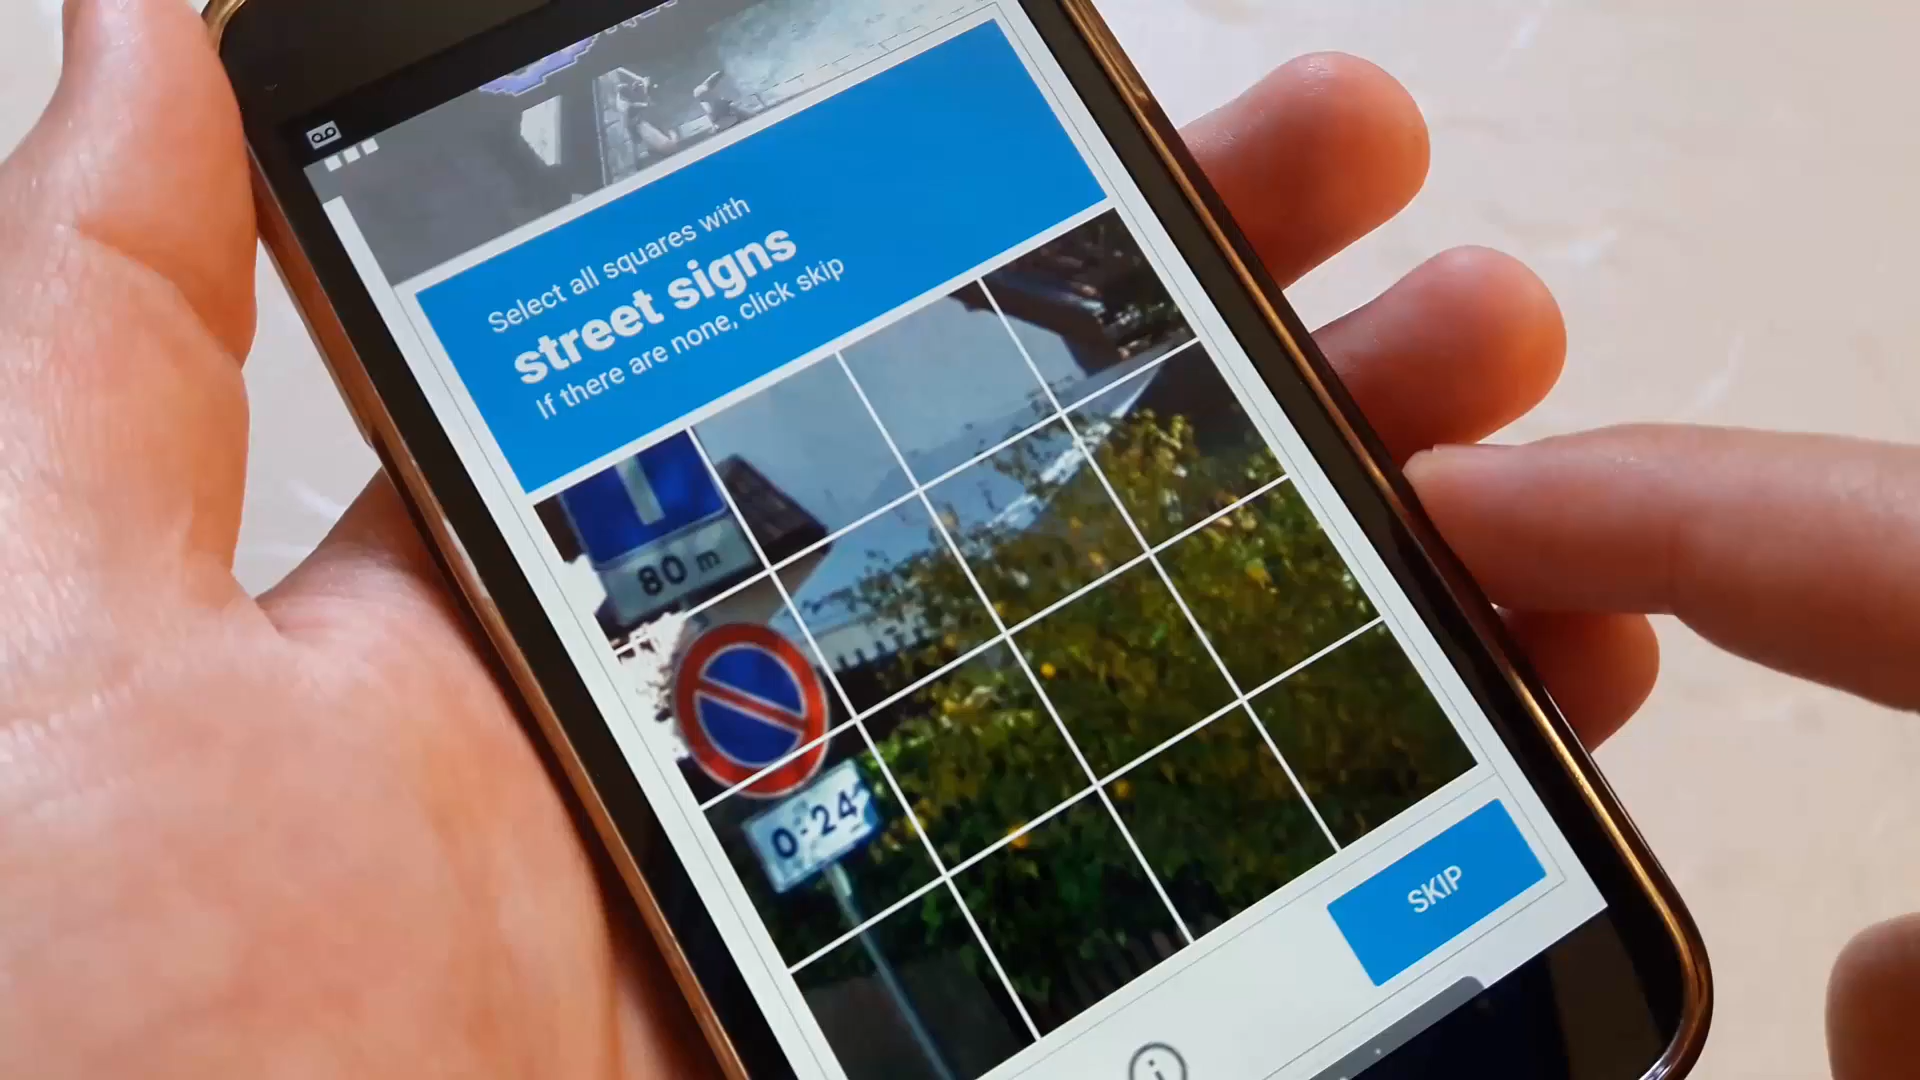 Select all squares with
street signs
If there are none, click skip
80 m
0-24
SKIP